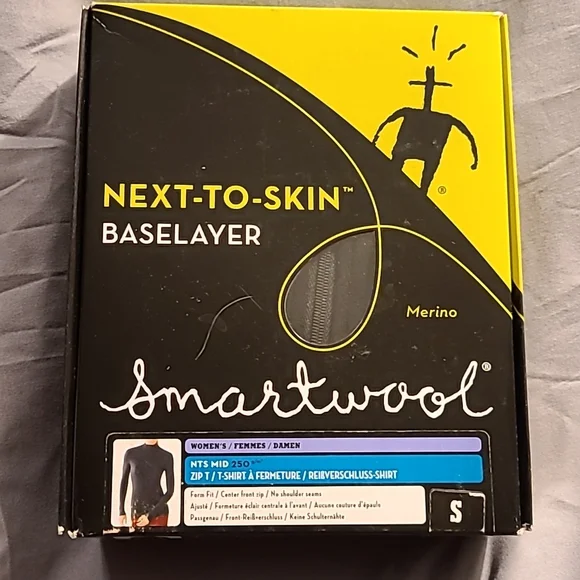 NEXT-TO-SKIN™
BASELAYER
®
Merino
smartwool®
WOMEN'S / FEMMES / DAMEN
NTS MID 250
ZIP T / T-SHIRT À FERMETURE / REIßVERSCHLUSS-SHIRT
Form Fit / Center front zip / No shoulder seams
Ajusté / Fermeture éclair centrale à l'avant / Aucune couture d'épaule
Passgenau / Front-Reißverschluss / Keine Schulternähte
S